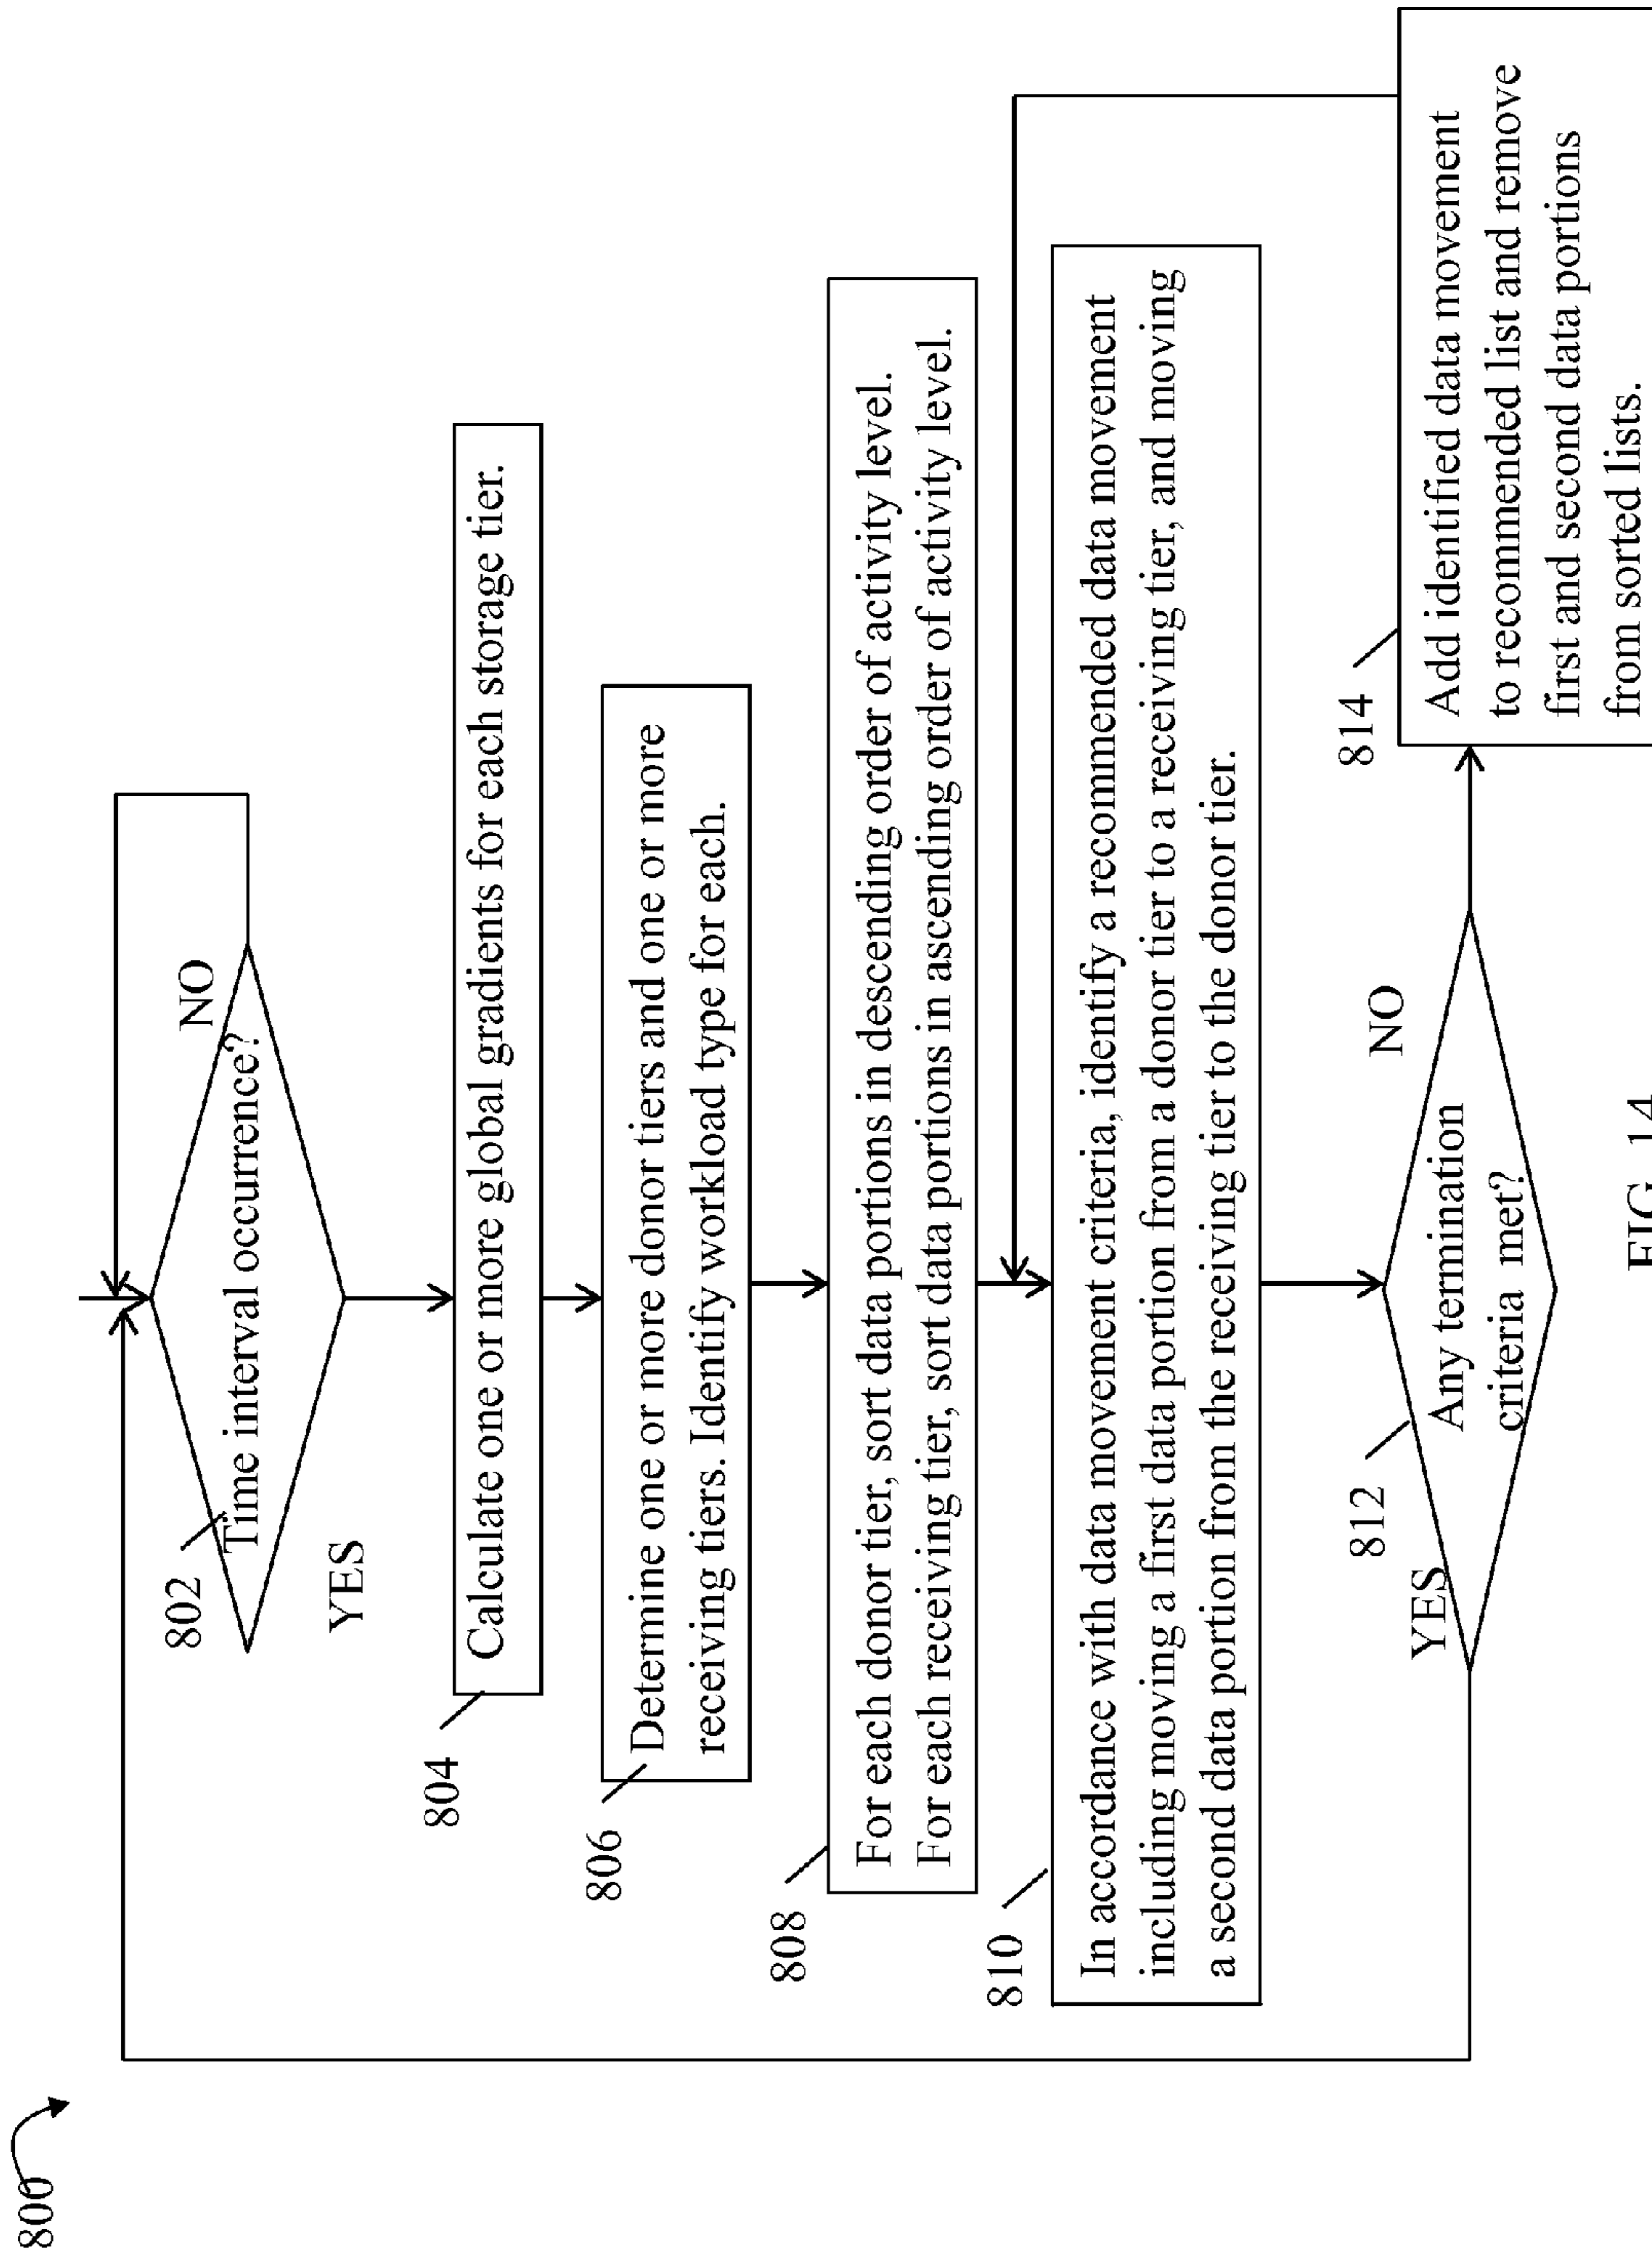 800
802
Time interval occurrence?
NO
YES
804
Calculate one or more global gradients for each storage tier.
806
Determine one or more donor tiers and one or more
receiving tiers. Identify workload type for each.
808
For each donor tier, sort data portions in descending order of activity level.
For each receiving tier, sort data portions in ascending order of activity level.
810
In accordance with data movement criteria, identify a recommended data movement
including moving a first data portion from a donor tier to a receiving tier, and moving
a second data portion from the receiving tier to the donor tier.
812
YES
Any termination
criteria met?
NO
814
Add identified data movement
to recommended list and remove
first and second data portions
from sorted lists.
FIG. 14